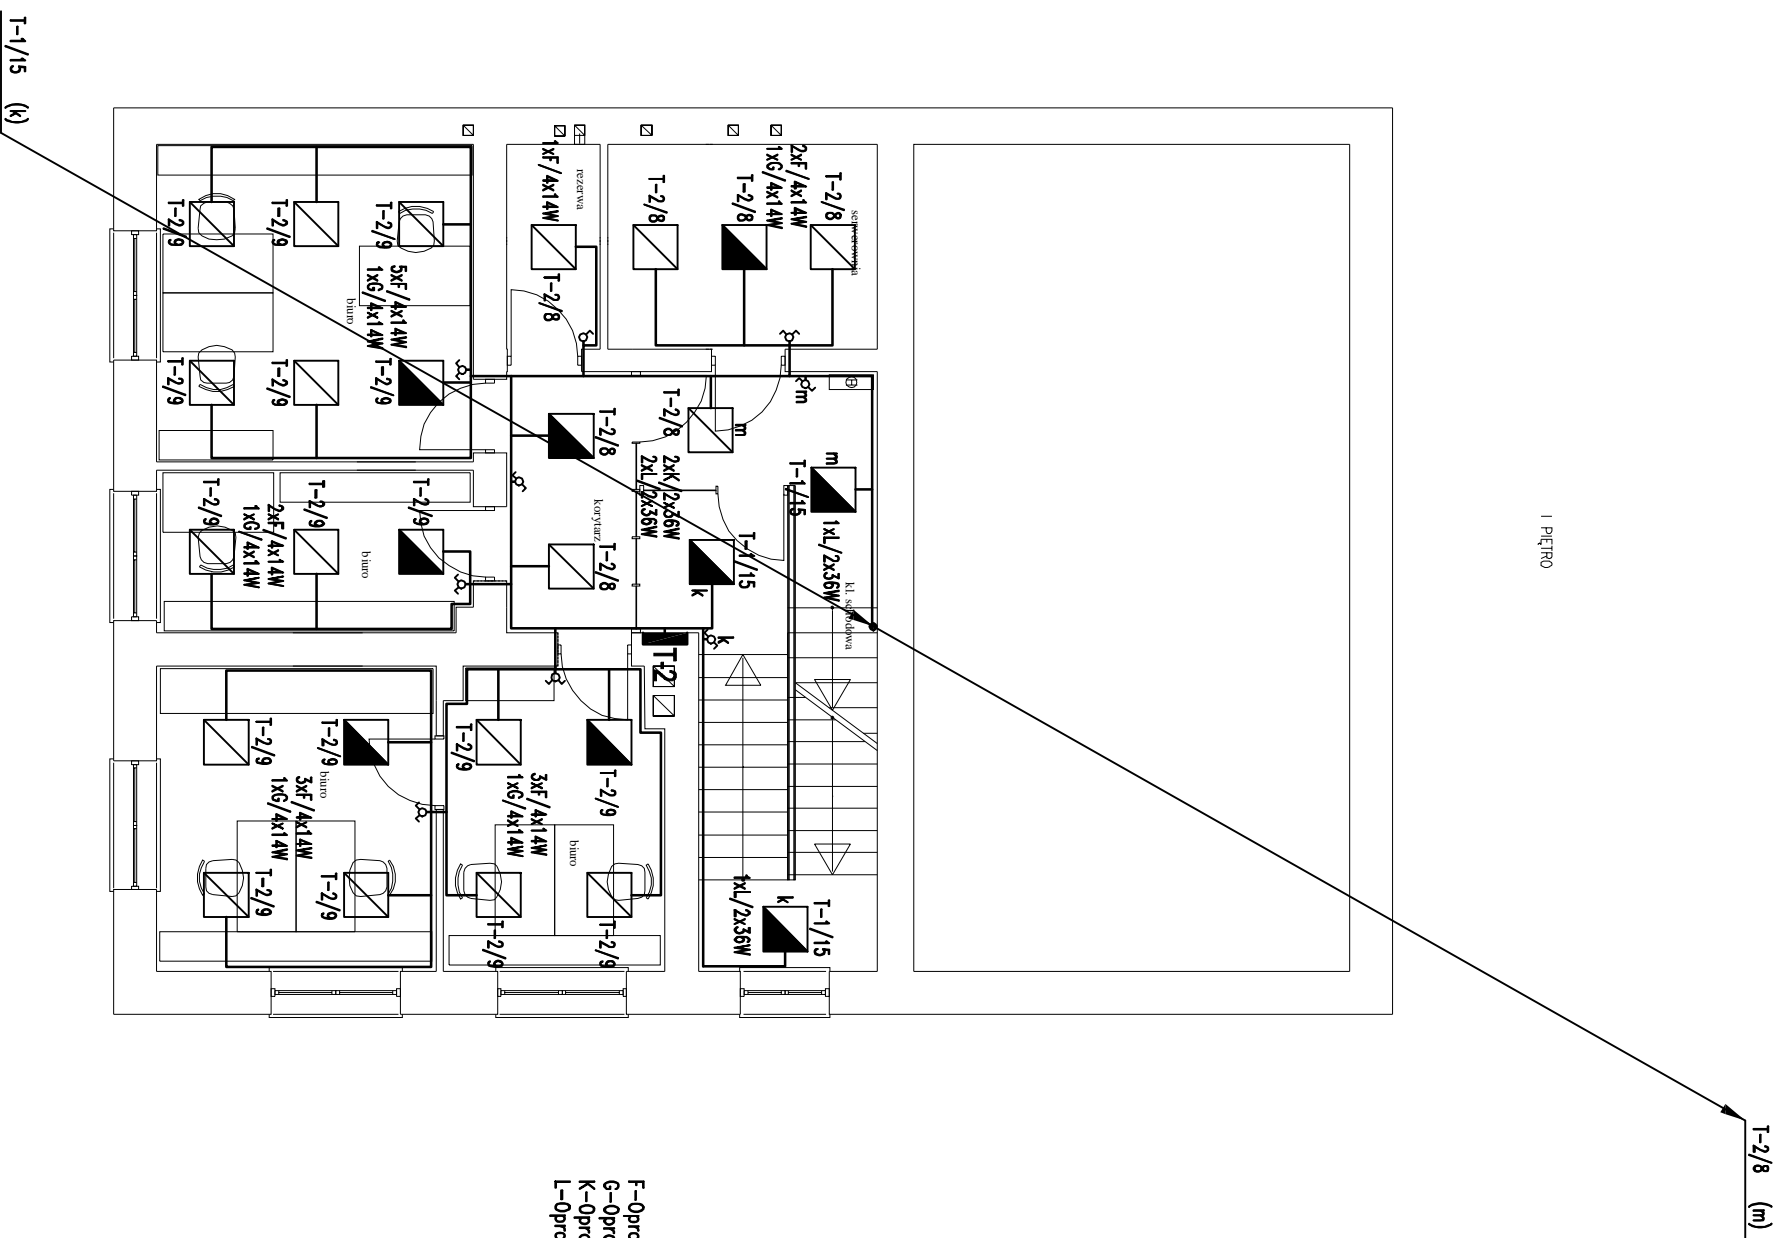 T-1/15 (k)
I PIĘTRO
T-2/8 (m)
serwerownia
T-2/8
2xF/4x14W
1xG/4x14W
T-2/8
T-2/8
rezerwa
1xF/4x14W
T-2/8
T-2/9
T-2/9
T-2/9
5xF/4x14W
1xG/4x14W
biuro
T-2/9
T-2/9
T-2/9
m
m
T-2/8
m
T-1/15
1xL/2x36W
kl. schodowa
T-2/8
2xK/2x36W
2xL/2x36W
korytarz
T-2/8
T-1/15
k
k
T-2
T-2/9
T-2/9
T-2/9
2xF/4x14W
1xG/4x14W
biuro
T-2/9
T-2/9
biuro
3xF/4x14W
1xG/4x14W
T-2/9
T-2/9
T-2/9
T-2/9
3xF/4x14W
1xG/4x14W
biuro
T-2/9
T-2/9
1xL/2x36W
k
T-1/15
F-Opra
G-Opra
K-Opra
L-Opra